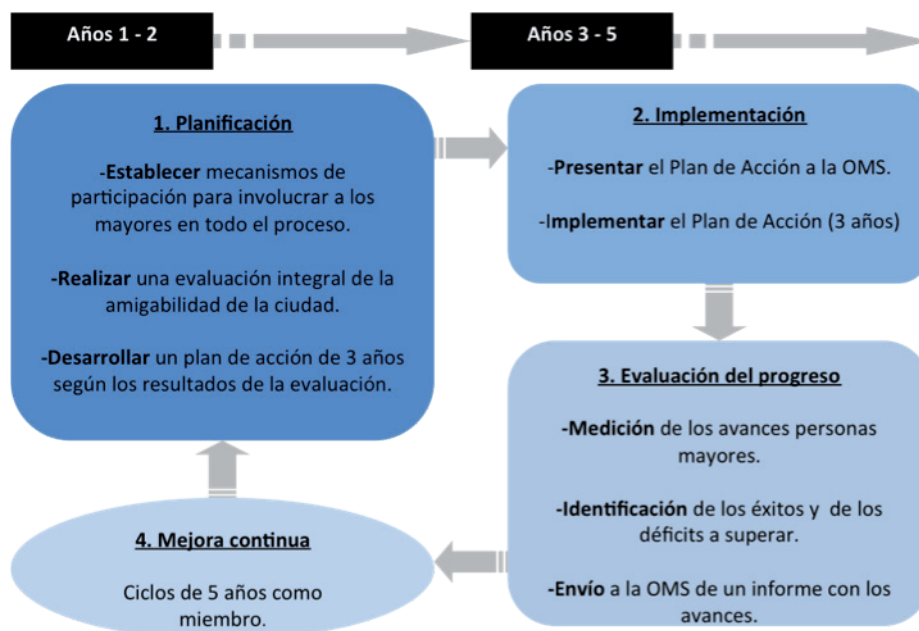 Años 1 - 2
Años 3 - 5
1. Planificación
-Establecer mecanismos de
participación para involucrar a los
mayores en todo el proceso.
-Realizar una evaluación integral de la
amigabilidad de la ciudad.
-Desarrollar un plan de acción de 3 años
según los resultados de la evaluación.
2. Implementación
-Presentar el Plan de Acción a la OMS.
-Implementar el Plan de Acción (3 años)
3. Evaluación del progreso
-Medición de los avances personas
mayores.
-Identificación de los éxitos y de los
déficits a superar.
-Envío a la OMS de un informe con los
avances.
4. Mejora continua
Ciclos de 5 años como
miembro.